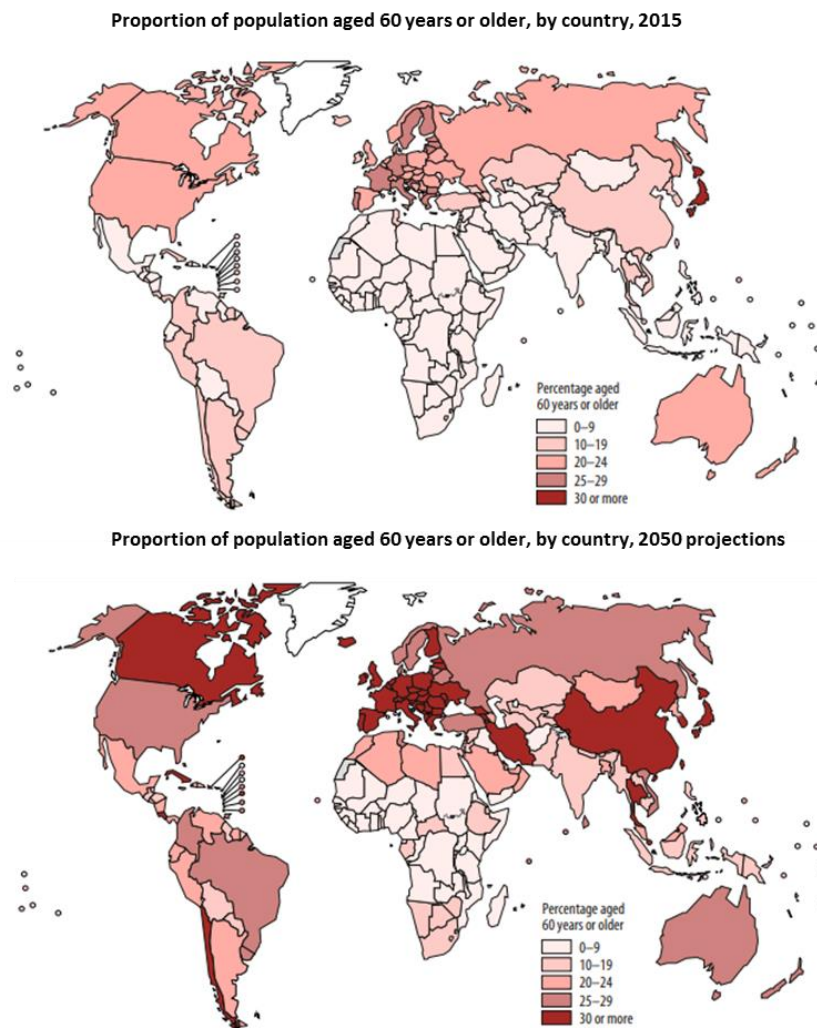 Proportion of population aged 60 years or older, by country, 2015
Percentage aged
60 years or older
0–9
10–19
20–24
25–29
30 or more
Proportion of population aged 60 years or older, by country, 2050 projections
Percentage aged
60 years or older
0–9
10–19
20–24
25–29
30 or more